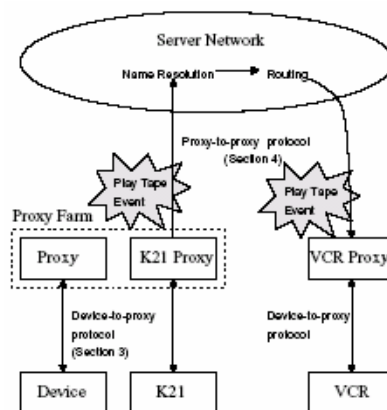 Server Network
Name Resolution
Routing
Proxy-to-proxy protocol
(Section 4)
Play Tape
Event
Play Tape
Event
Proxy Farm
Proxy
K21 Proxy
VCR Proxy
Device-to-proxy
protocol
(Section 3)
Device-to-proxy
protocol
Device
K21
VCR